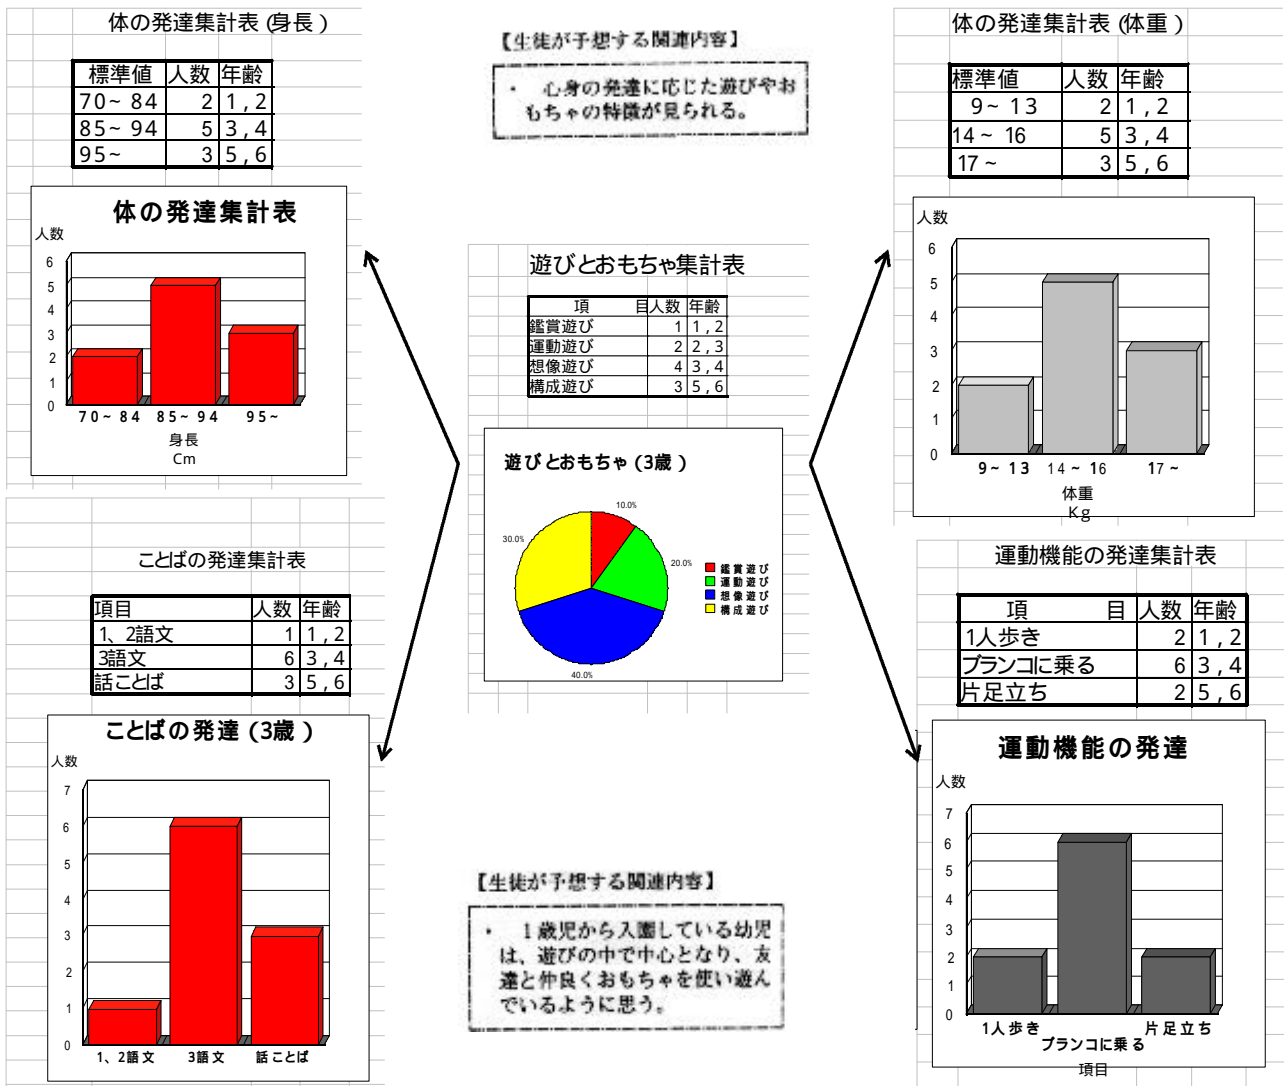 体の発達集計表(身長)
標準値 人数 年齢
70~84 2 1,2
85~94 5 3,4
95~ 3 5,6
体の発達集計表
人数
6
5
4
3
2
1
0
70~84 85~94 95~
身長
Cm
【生徒が予想する関連内容】
・ 心身の発達に応じた遊びやお
もちゃの特徴が見られる。
体の発達集計表(体重)
標準値 人数 年齢
9~13 2 1,2
14~16 5 3,4
17~ 3 5,6
人数
6
5
4
3
2
1
0
9~13 14~16 17~
体重
Kg
遊びとおもちゃ集計表
項 目 人数 年齢
鑑賞遊び 1 1,2
運動遊び 2 2,3
想像遊び 4 3,4
構成遊び 3 5,6
遊びとおもちゃ(3歳)
10.0%
20.0%
30.0%
40.0%
鑑賞遊び
運動遊び
想像遊び
構成遊び
ことばの発達集計表
項目 人数 年齢
1、2語文 1 1,2
3語文 6 3,4
話ことば 3 5,6
ことばの発達(3歳)
人数
7
6
5
4
3
2
1
0
1、2語文 3語文 話ことば
【生徒が予想する関連内容】
・ 1歳児から入園している幼児
は、遊びの中で中心となり、友
達と仲良くおもちゃを使い遊ん
でいるように思う。
運動機能の発達集計表
項 目 人数 年齢
1人歩き 2 1,2
ブランコに乗る 6 3,4
片足立ち 2 5,6
運動機能の発達
人数
7
6
5
4
3
2
1
0
1人歩き ブランコに乗る 片足立ち
項目